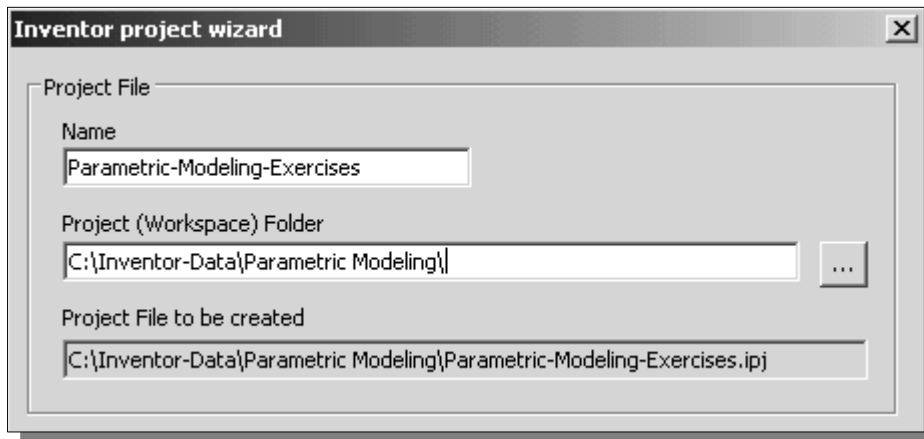 Inventor project wizard
Project File
Name
Parametric-Modeling-Exercises
Project (Workspace) Folder
C:\Inventor-Data\Parametric Modeling\
...
Project File to be created
C:\Inventor-Data\Parametric Modeling\Parametric-Modeling-Exercises.ipj